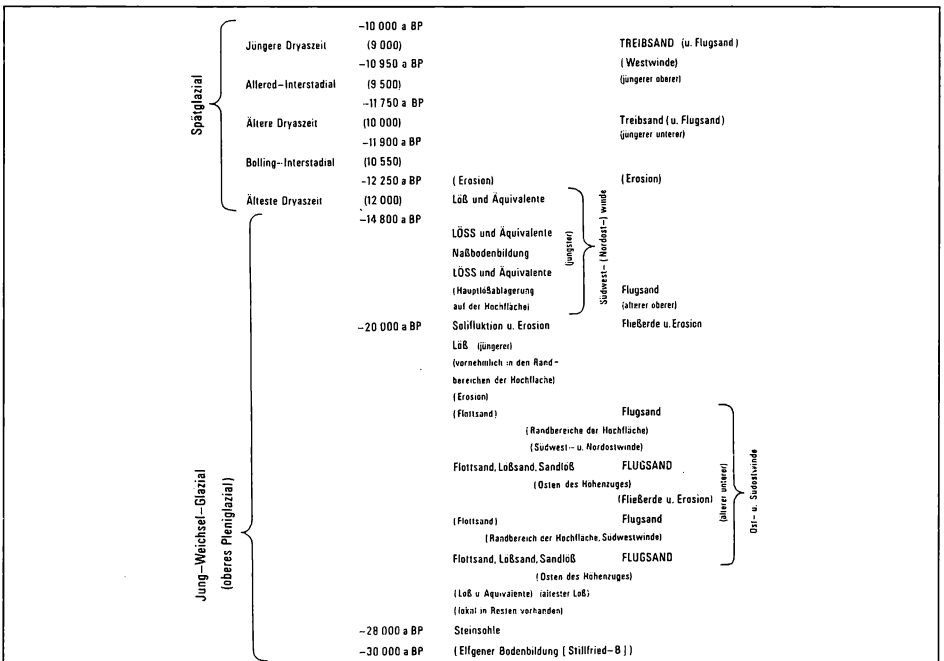 –10 000 a BP
Jüngere Dryaszeit (9 000) TREIBSAND (u. Flugsand)
–10 950 a BP (Westwinde)
Allerød–Interstadial (9 500) (jüngerer oberer)
–11 750 a BP
Ältere Dryaszeit (10 000) Treibsand (u. Flugsand)
–11 900 a BP (jüngerer unterer)
Bolling–Interstadial (10 550)
–12 250 a BP (Erosion) (Erosion)
Älteste Dryaszeit (12 000) Löß und Äquivalente
Spätglazial
–14 800 a BP
LÖSS und Äquivalente
Naßbodenbildung
LÖSS und Äquivalente
(Hauptlößablagerung Flugsand
auf der Hochfläche) (älterer oberer)
(jüngster)
Südwest– (Nordost–) winde
–20 000 a BP Solifluktion u. Erosion Fließerde u. Erosion
Löß (jüngerer)
(vornehmlich in den Rand–
bereichen der Hochfläche)
(Erosion)
(Flottsand) Flugsand
(Randbereiche der Hochfläche)
(Südwest– u. Nordostwinde)
Flottsand, Lößsand, Sandlöß FLUGSAND
(Osten des Höhenzuges)
(Fließerde u. Erosion)
(Flottsand) Flugsand
(Randbereich der Hochfläche, Südwestwinde)
Flottsand, Lößsand, Sandlöß FLUGSAND
(Osten des Höhenzuges)
(älterer unterer)
Ost– u. Südostwinde
(Löß u Äquivalente) (ältester Löß)
(lokal in Resten vorhanden)
–28 000 a BP Steinsohle
–30 000 a BP (Elfgener Bodenbildung [Stillfried–B])
Jung–Weichsel–Glazial
(oberes Pleniglazial)